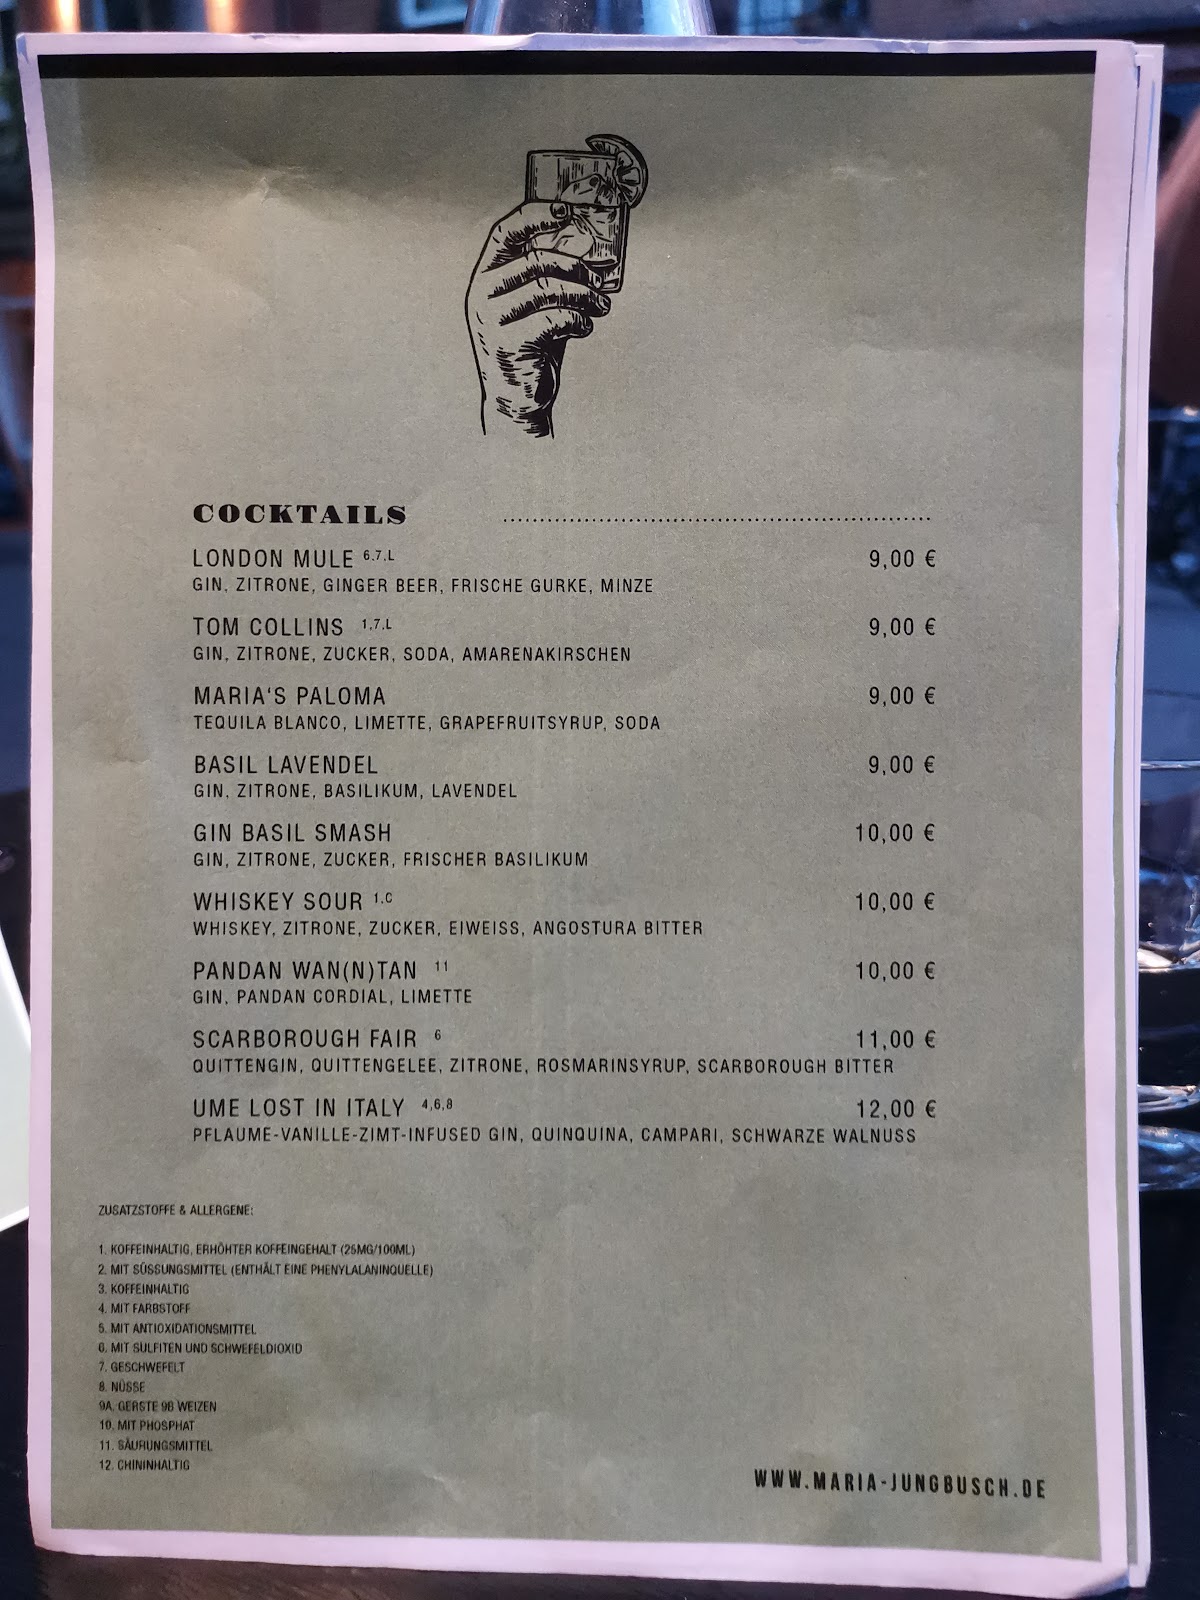 COCKTAILS ................................................................
LONDON MULE 6,7,L 9,00 €
GIN, ZITRONE, GINGER BEER, FRISCHE GURKE, MINZE
TOM COLLINS 1,7,L 9,00 €
GIN, ZITRONE, ZUCKER, SODA, AMARENAKIRSCHEN
MARIA'S PALOMA 9,00 €
TEQUILA BLANCO, LIMETTE, GRAPEFRUITSYRUP, SODA
BASIL LAVENDEL 9,00 €
GIN, ZITRONE, BASILIKUM, LAVENDEL
GIN BASIL SMASH 10,00 €
GIN, ZITRONE, ZUCKER, FRISCHER BASILIKUM
WHISKEY SOUR 1,C 10,00 €
WHISKEY, ZITRONE, ZUCKER, EIWEISS, ANGOSTURA BITTER
PANDAN WAN(N)TAN 11 10,00 €
GIN, PANDAN CORDIAL, LIMETTE
SCARBOROUGH FAIR 6 11,00 €
QUITTENGIN, QUITTENGELEE, ZITRONE, ROSMARINSYRUP, SCARBOROUGH BITTER
UME LOST IN ITALY 4,6,8 12,00 €
PFLAUME-VANILLE-ZIMT-INFUSED GIN, QUINQUINA, CAMPARI, SCHWARZE WALNUSS
ZUSATZSTOFFE & ALLERGENE:
1. KOFFEINHALTIG, ERHÖHTER KOFFEINGEHALT (25MG/100ML)
2. MIT SÜSSUNGSMITTEL (ENTHÄLT EINE PHENYLALANINQUELLE)
3. KOFFEINHALTIG
4. MIT FARBSTOFF
5. MIT ANTIOXIDATIONSMITTEL
6. MIT SULFITEN UND SCHWEFELDIOXID
7. GESCHWEFELT
8. NÜSSE
9A. GERSTE 9B WEIZEN
10. MIT PHOSPHAT
11. SÄURUNGSMITTEL
12. CHININHALTIG
WWW.MARIA-JUNGBUSCH.DE